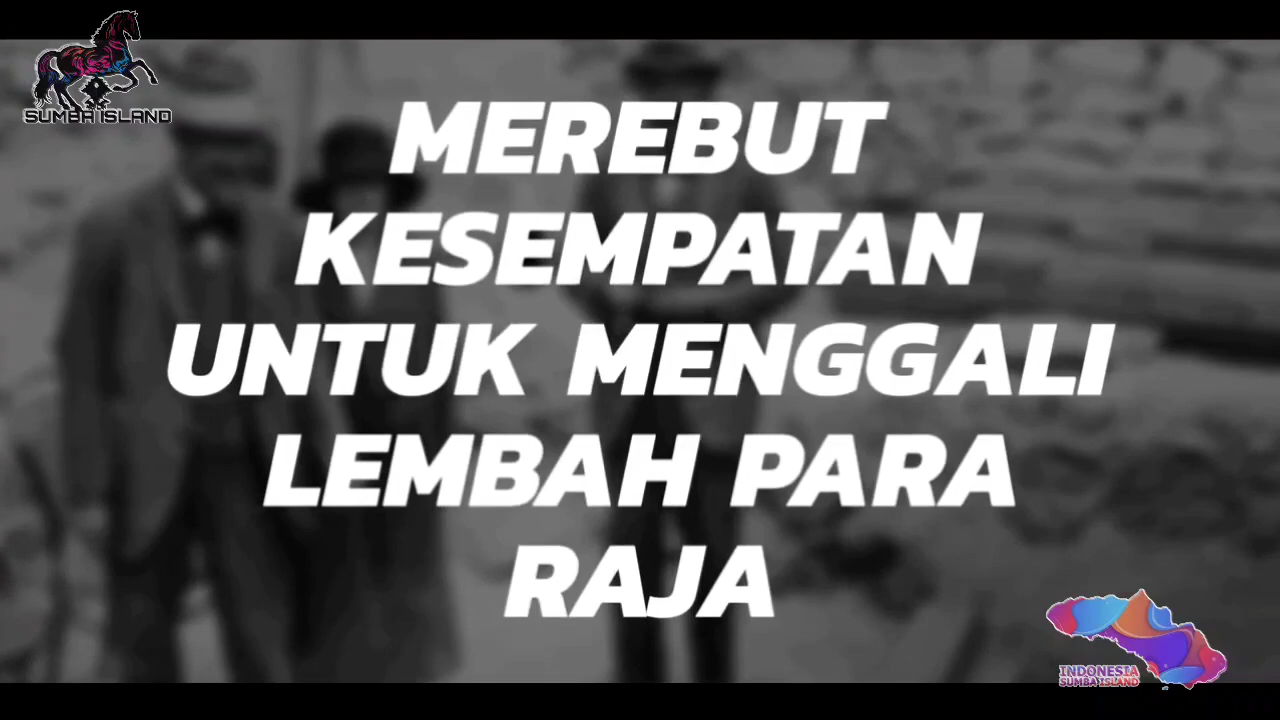 SUMBA ISLAND
MEREBUT
KESEMPATAN
UNTUK MENGGALI
LEMBAH PARA
RAJA
INDONESIA
SUMBA ISLAND